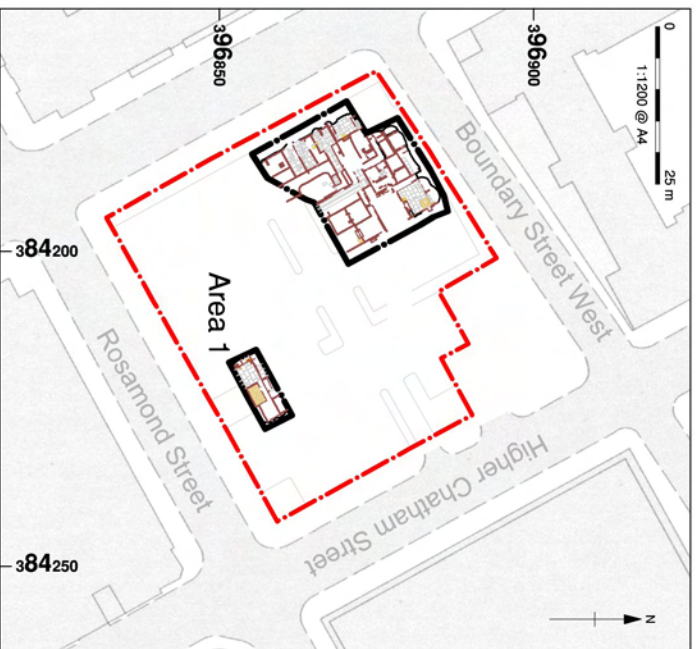 396850
396900
0
25 m
1:1200 @ A4
Boundary Street West
384200
Area 1
Rosamond Street
Higher Chatham Street
384250
N